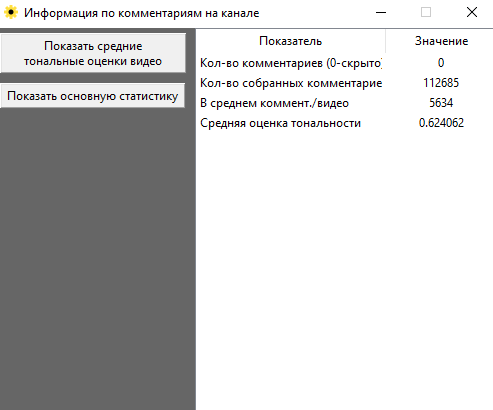 Информация по комментариям на канале
Показать средние
тональные оценки видео
Показать основную статистику
Показатель Значение
Кол-во комментариев (0-скрыто) 0
Кол-во собранных комментарие 112685
В среднем коммент./видео 5634
Средняя оценка тональности 0.624062